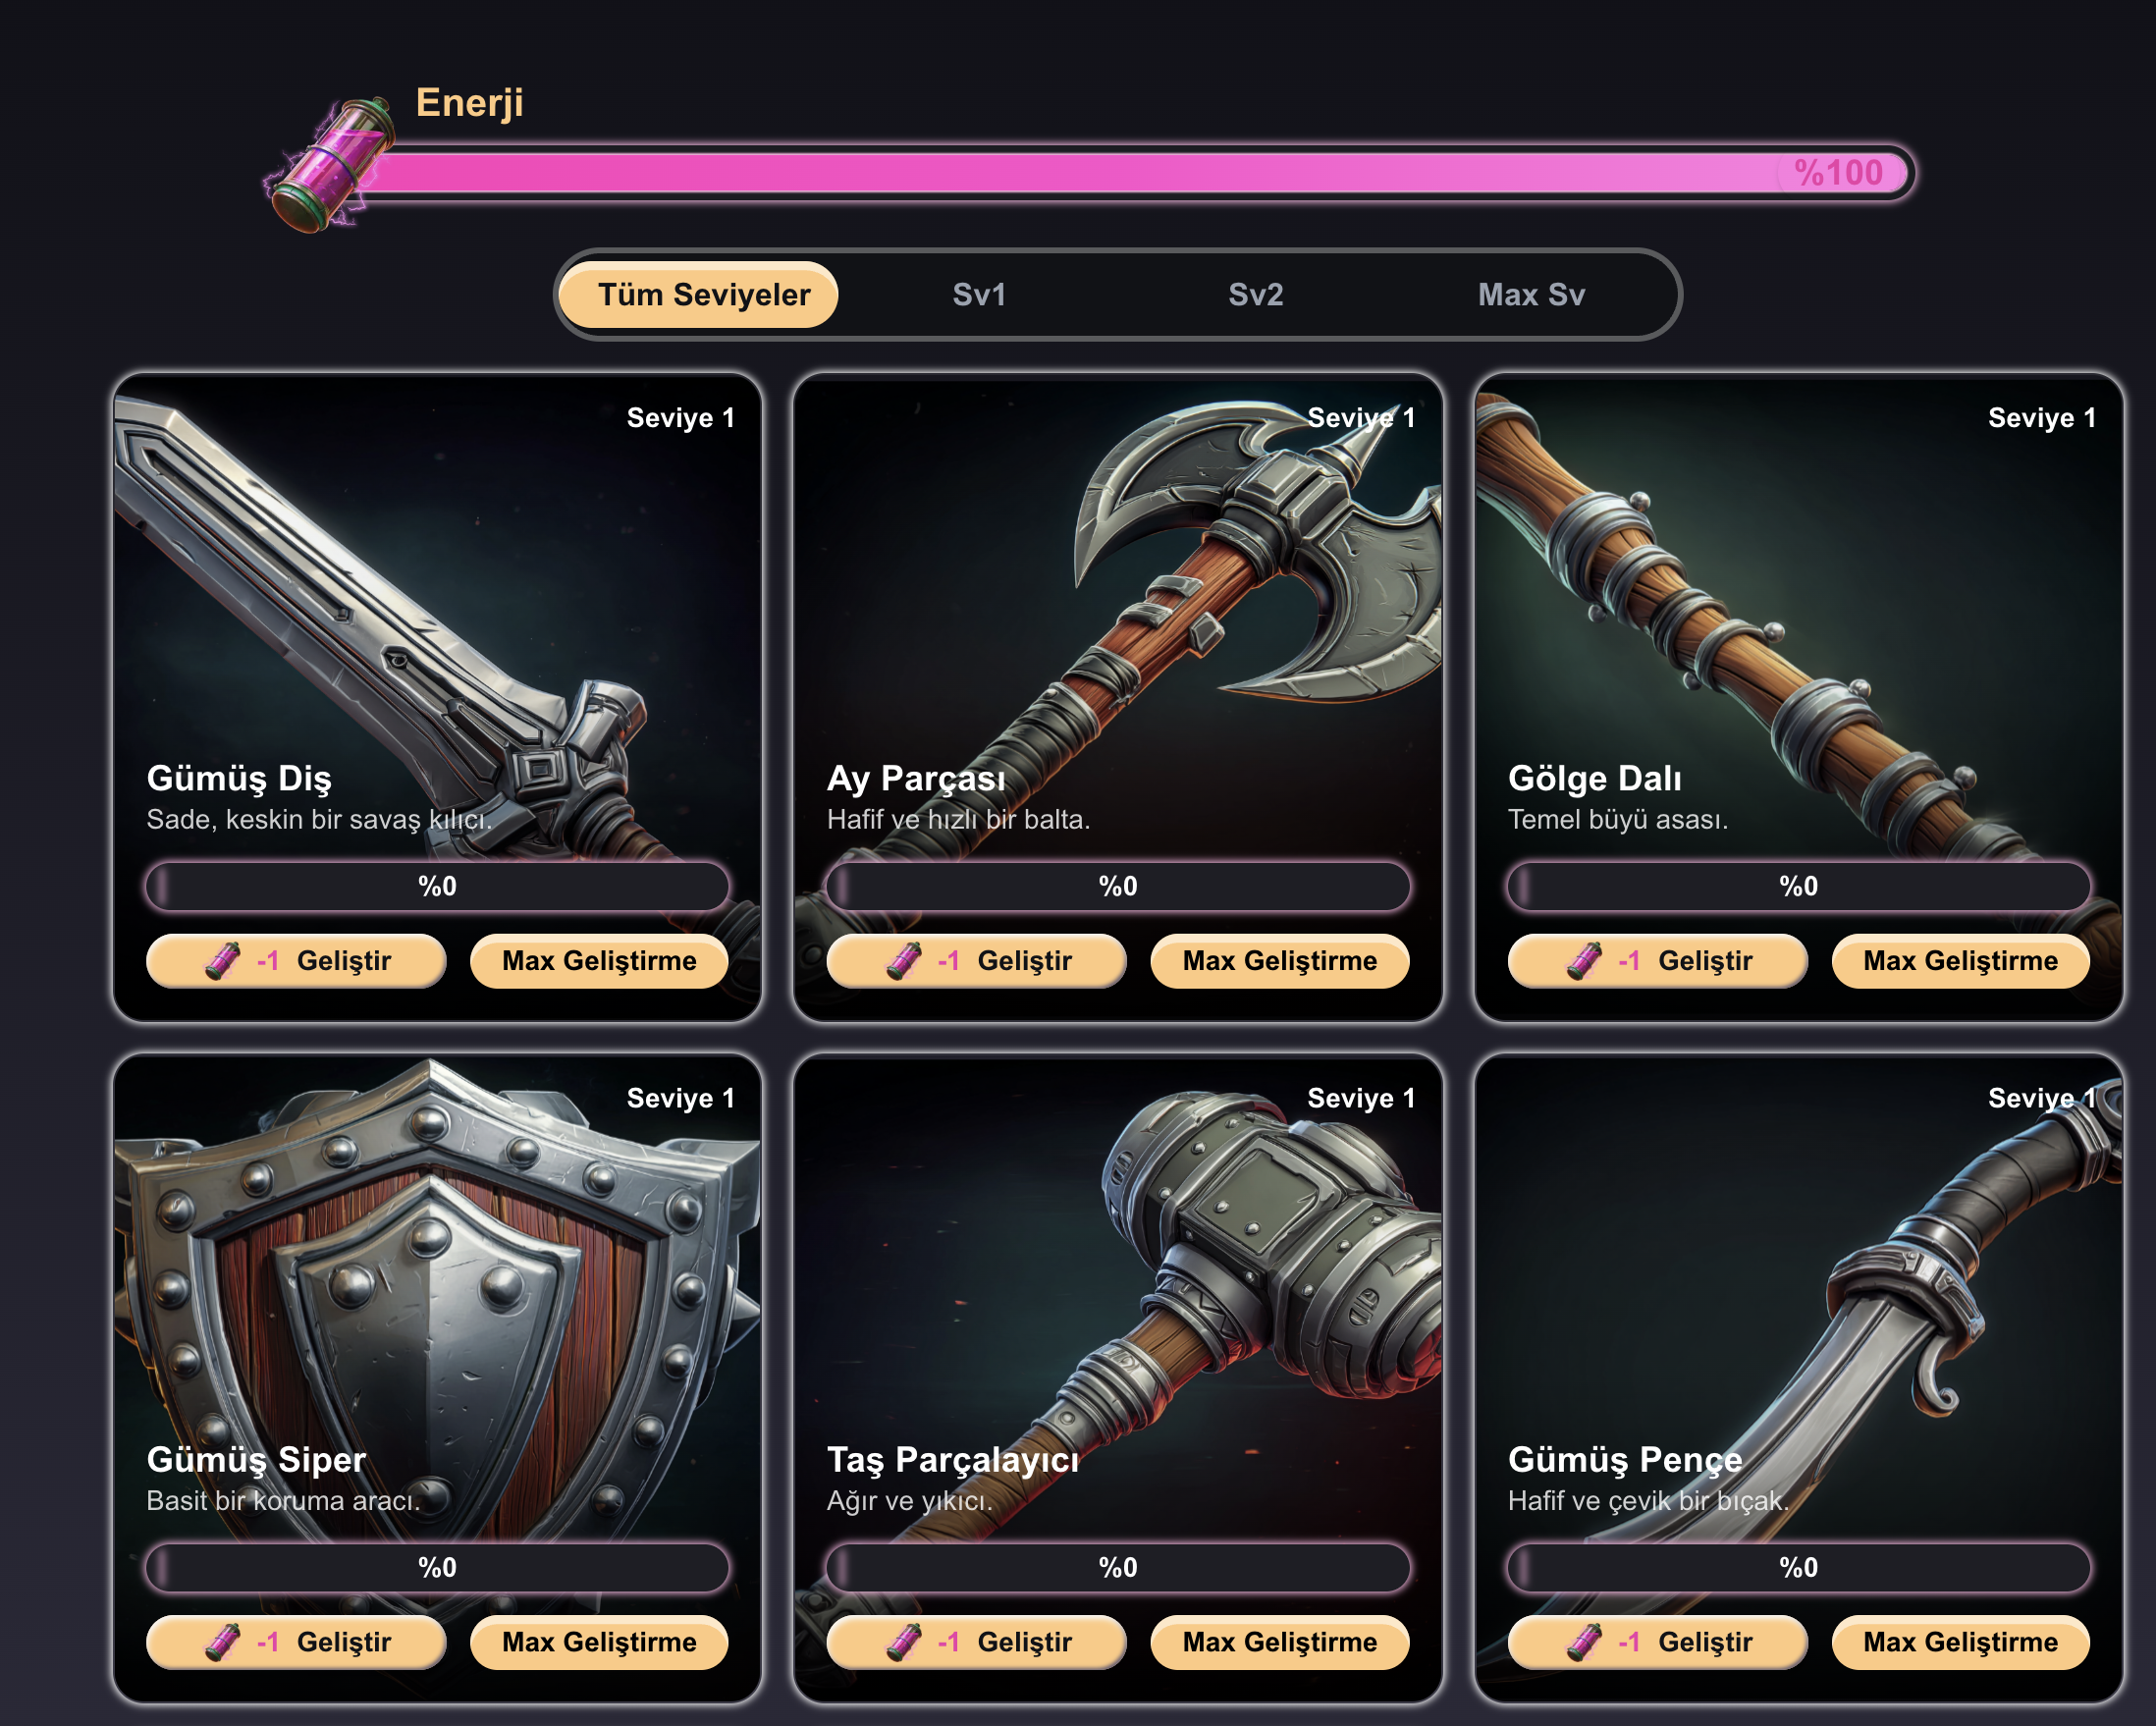 Enerji
%100
Tüm Seviyeler
Sv1
Sv2
Max Sv
Seviye 1
Gümüş Diş
Sade, keskin bir savaş kılıcı.
%0
-1 Geliştir
Max Geliştirme
Seviye 1
Ay Parçası
Hafif ve hızlı bir balta.
%0
-1 Geliştir
Max Geliştirme
Seviye 1
Gölge Dalı
Temel büyü asası.
%0
-1 Geliştir
Max Geliştirme
Seviye 1
Gümüş Siper
Basit bir koruma aracı.
%0
-1 Geliştir
Max Geliştirme
Seviye 1
Taş Parçalayıcı
Ağır ve yıkıcı.
%0
-1 Geliştir
Max Geliştirme
Seviye 1
Gümüş Pençe
Hafif ve çevik bir bıçak.
%0
-1 Geliştir
Max Geliştirme